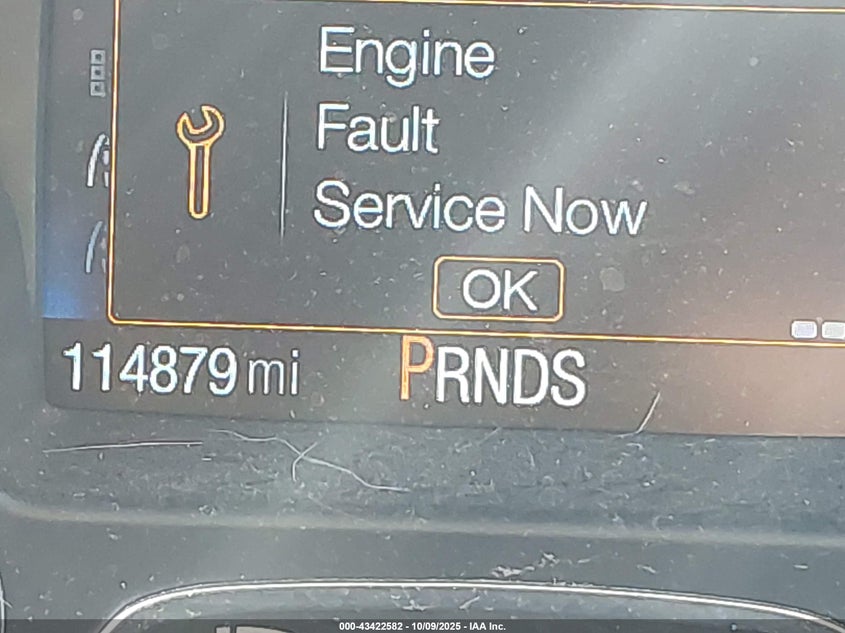 Engine
Fault
Service Now
OK
114879 mi PRNDS
000-43422582 - 10/09/2025 - IAA Inc.